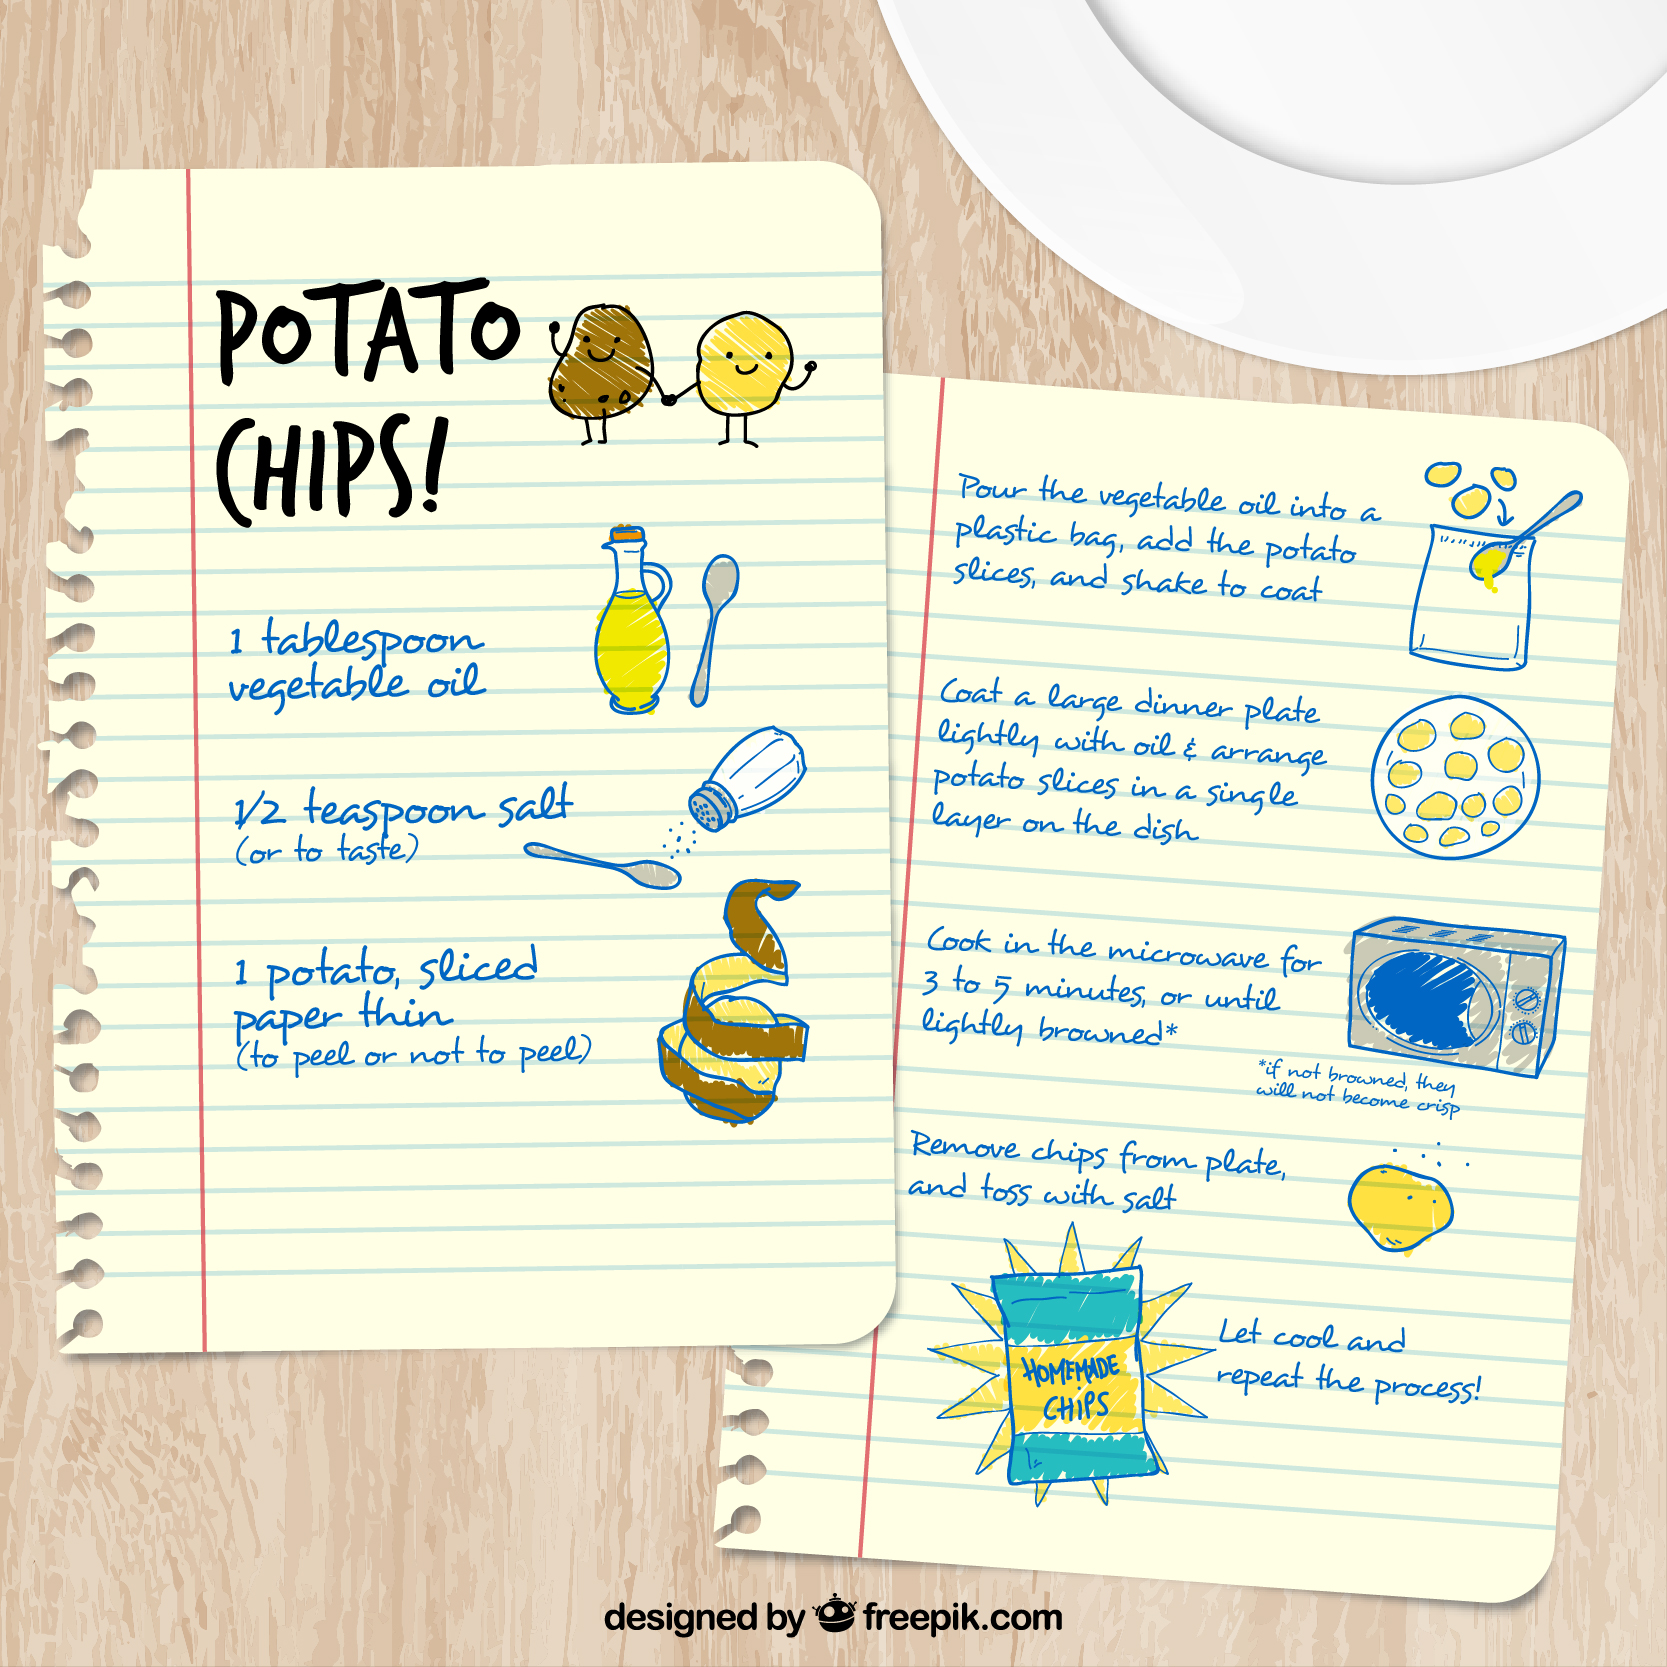 POTATO
CHIPS!
1 tablespoon
vegetable oil
1/2 teaspoon salt
(or to taste)
1 potato, sliced
paper thin
(to peel or not to peel)
Pour the vegetable oil into a
plastic bag, add the potato
slices, and shake to coat
Coat a large dinner plate
lightly with oil & arrange
potato slices in a single
layer on the dish
Cook in the microwave for
3 to 5 minutes, or until
lightly browned*
*if not browned, they
will not become crisp
Remove chips from plate,
and toss with salt
HOMEMADE
CHIPS
Let cool and
repeat the process!
designed by freepik.com